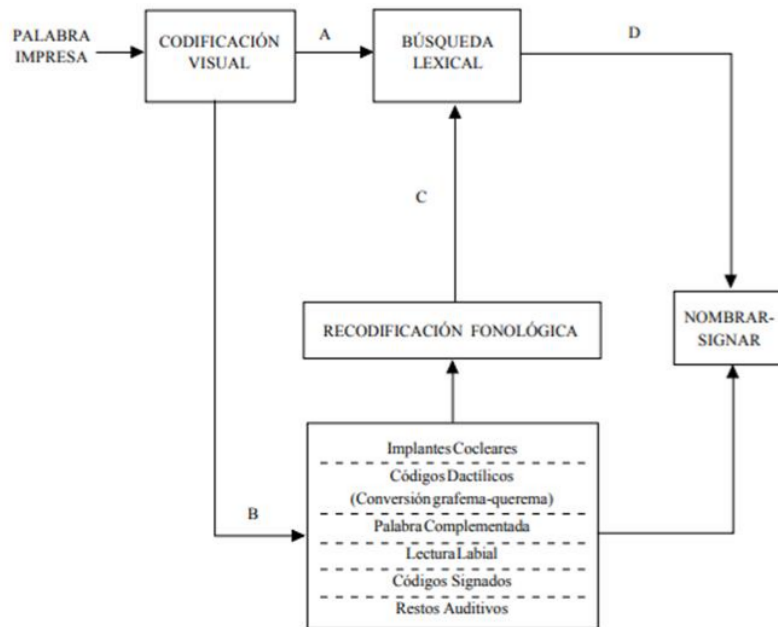 PALABRA
IMPRESA
CODIFICACIÓN
VISUAL
A
BÚSQUEDA
LEXICAL
D
C
RECODIFICACIÓN FONOLÓGICA
NOMBRAR-
SIGNAR
B
Implantes Cocleares
Códigos Dactílicos
(Conversión grafema-querema)
Palabra Complementada
Lectura Labial
Códigos Signados
Restos Auditivos